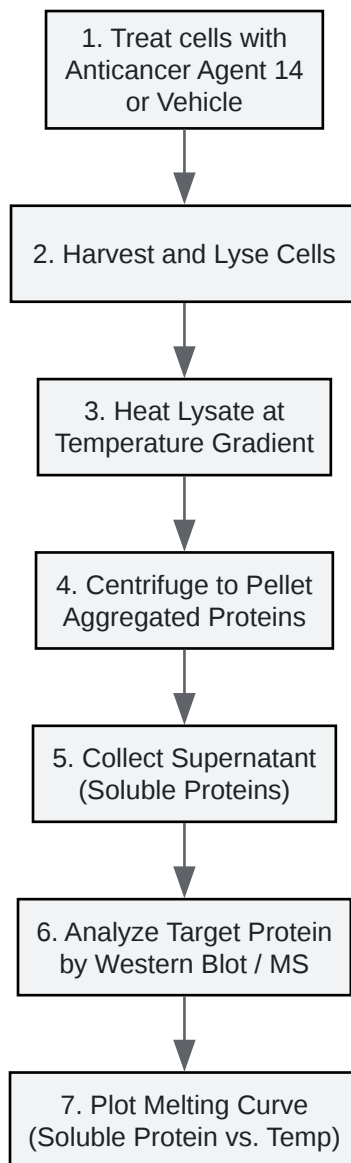 1. Treat cells with
Anticancer Agent 14
or Vehicle
2. Harvest and Lyse Cells
3. Heat Lysate at
Temperature Gradient
4. Centrifuge to Pellet
Aggregated Proteins
5. Collect Supernatant
(Soluble Proteins)
6. Analyze Target Protein
by Western Blot / MS
7. Plot Melting Curve
(Soluble Protein vs. Temp)